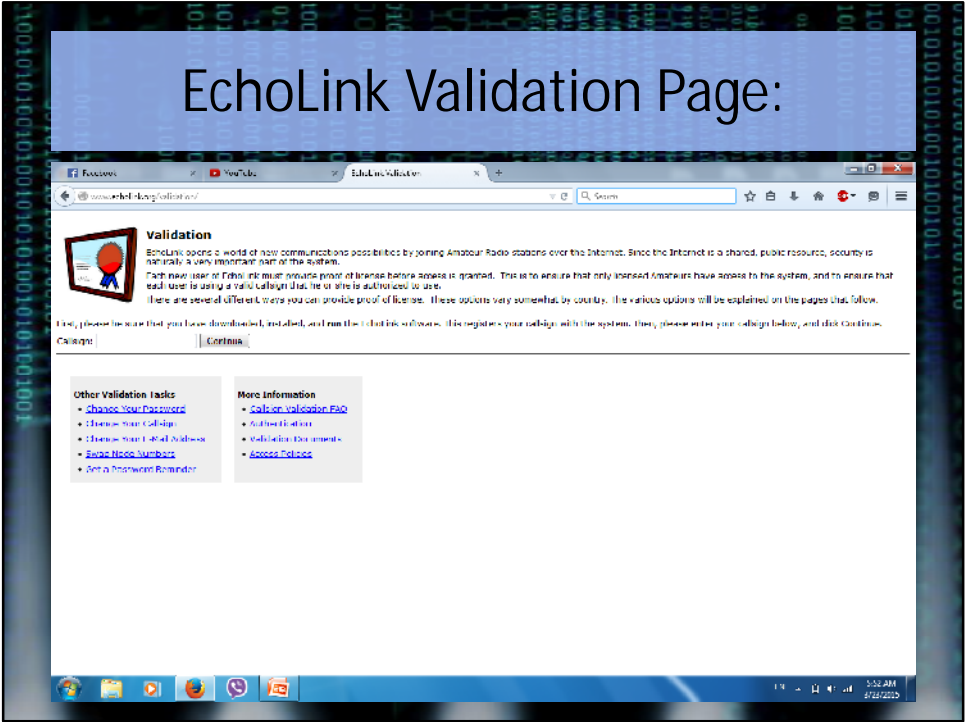 EchoLink Validation Page:
Facebook
YouTube
EchoLink Validation
www.echolink.org/validation/
Search
Validation
EchoLink opens a world of new communications possibilities by joining Amateur Radio stations over the Internet. Since the Internet is a shared, public resource, security is
naturally a very important part of the system.
Each new user of EchoLink must provide proof of license before access is granted. This is to ensure that only licensed Amateurs have access to the system, and to ensure that
each user is using a valid callsign that he or she is authorized to use.
There are several different ways you can provide proof of license. These options vary somewhat by country. The various options will be explained on the pages that follow.
First, please be sure that you have downloaded, installed, and run the EchoLink software. This registers your callsign with the system. Then, please enter your callsign below, and click Continue.
Callsign:
Continue
Other Validation Tasks
• Change Your Password
• Change Your Callsign
• Change Your E-Mail Address
• Swap Node Numbers
• Get a Password Reminder
More Information
• Callsign Validation FAQ
• Authentication
• Validation Documents
• Access Policies
EN
5:52 AM